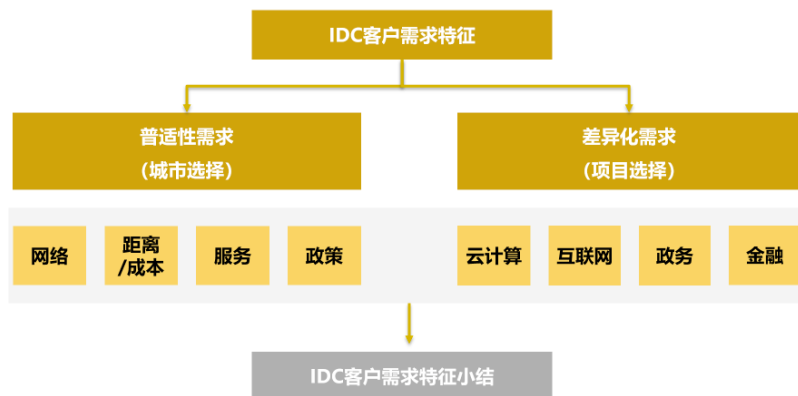 IDC客户需求特征
普适性需求
（城市选择）
差异化需求
（项目选择）
网络
距离
/成本
服务
政策
云计算
互联网
政务
金融
IDC客户需求特征小结